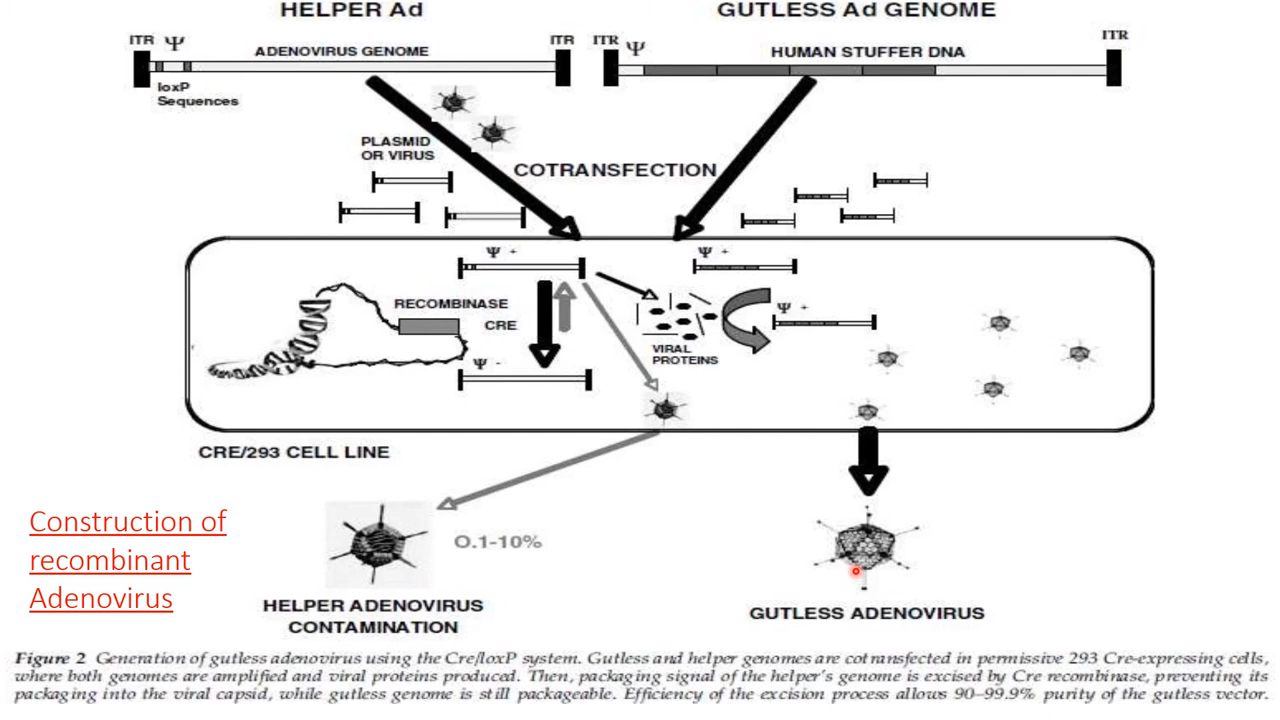 HELPER Ad
GUTLESS Ad GENOME
ITR Ψ ADENOVIRUS GENOME ITR
ITR Ψ HUMAN STUFFER DNA ITR
loxP
Sequences
PLASMID
OR VIRUS
COTRANSFECTION
Ψ +
Ψ +
RECOMBINASE
CRE
Ψ +
VIRAL
PROTEINS
Ψ -
CRE/293 CELL LINE
Construction of
recombinant
Adenovirus
O.1-10%
HELPER ADENOVIRUS
CONTAMINATION
GUTLESS ADENOVIRUS
Figure 2 Generation of gutless adenovirus using the Cre/loxP system. Gutless and helper genomes are cotransfected in permissive 293 Cre-expressing cells,
where both genomes are amplified and viral proteins produced. Then, packaging signal of the helper's genome is excised by Cre recombinase, preventing its
packaging into the viral capsid, while gutless genome is still packageable. Efficiency of the excision process allows 90–99.9% purity of the gutless vector.